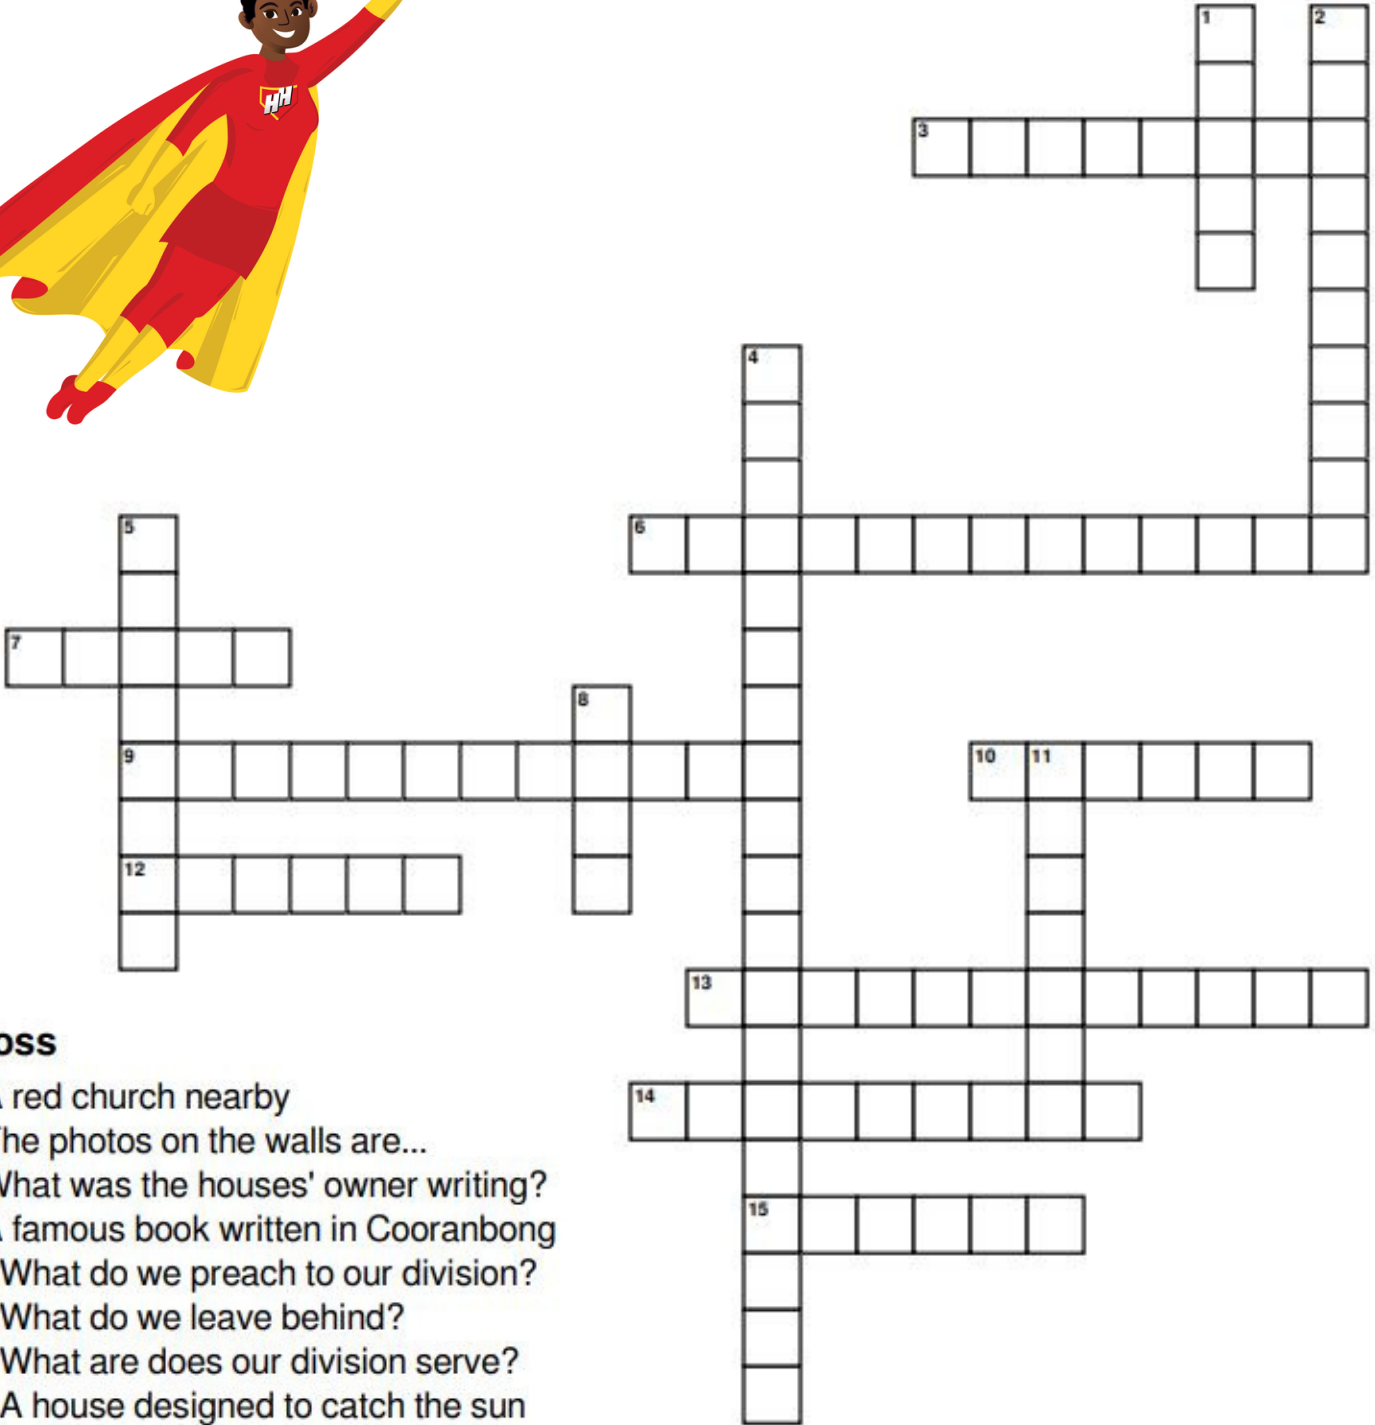 HH
1 2
3
4
5 6
7
8
9 10 11
12
13
oss
red church nearby
14
he photos on the walls are...
hat was the houses' owner writing?
15
famous book written in Cooranbong
What do we preach to our division?
What do we leave behind?
What are does our division serve?
A house designed to catch the sun